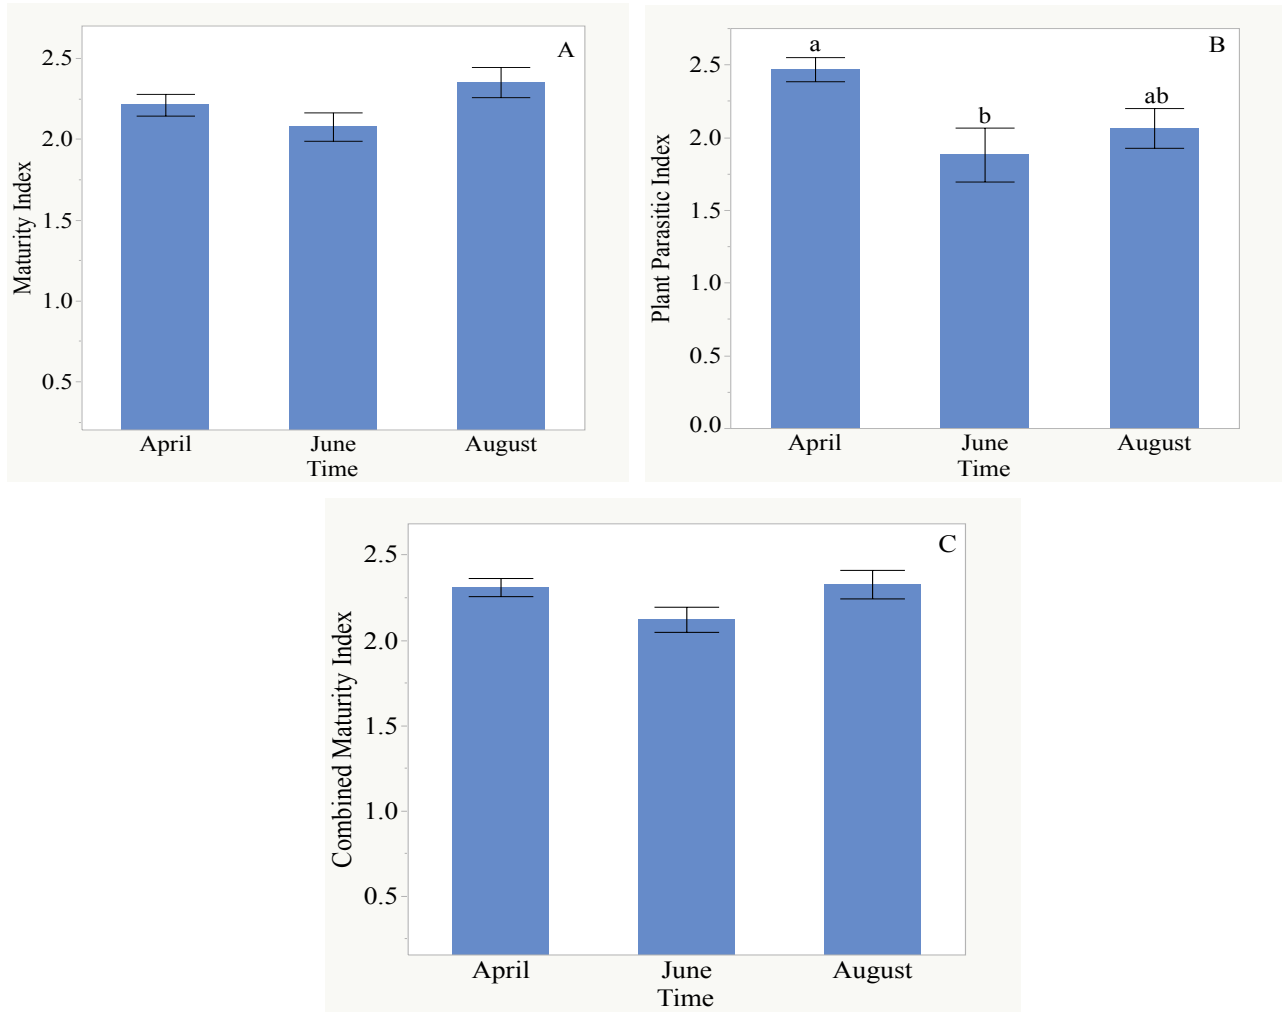 A
2.5
2.0
1.5
1.0
0.5
Maturity Index
April June August
Time
B
a
b
ab
2.5
2.0
1.5
1.0
0.5
0.0
Plant Parasitic Index
April June August
Time
C
2.5
2.0
1.5
1.0
0.5
Combined Maturity Index
April June August
Time